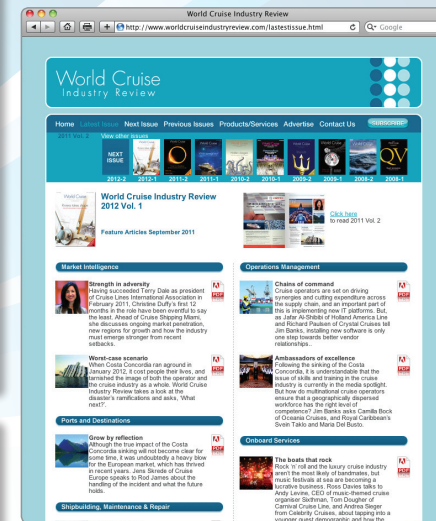 World Cruise Industry Review
http://www.worldcruiseindustryreview.com/lastestissue.html
Google
World Cruise
Industry Review
Home Latest Issue Next Issue Previous Issues Products/Services Advertise Contact Us SUBSCRIBE
2011 Vol. 2 View other issues
NEXT
ISSUE
QV
2012-2 2012-1 2011-2 2011-1 2010-2 2010-1 2009-2 2009-1 2008-1
World Cruise Industry Review
2012 Vol. 1
Feature Articles September 2011
Click here
to read 2011 Vol. 2
Market Intelligence
Strength in adversity
Having succeeded Terry Dale as president
of Cruise Lines International Association in
February 2011, Christine Duffy's first 12
months in the role have been eventful to say
the least. Ahead of Cruise Shipping Miami,
she discusses ongoing market penetration,
new regions for growth and how the industry
must emerge stronger from recent
setbacks.
PDF
Worst-case scenario
When Costa Concordia ran aground in
January 2012, it cost people their lives, and
tarnished the image of both the operator and
the cruise industry as a whole. World Cruise
Industry Review takes a look at the
disaster's ramifications and asks, 'What
next?'.
PDF
Ports and Destinations
Grow by reflection
Although the true impact of the Costa
Concordia sinking will not become clear for
some time, it was undoubtedly a heavy blow
for the European market, which has thrived
in recent years. Jens Skrede of Cruise
Europe speaks to Rod James about the
handling of the incident and what the future
holds.
PDF
Shipbuilding, Maintenance & Repair
Operations Management
Chains of command
Cruise operators are set on driving
synergies and cutting expenditure across
the supply chain, and an important part of
this is implementing new IT platforms. But,
as Jafar Al-Shibibi of Holland America Line
and Richard Paulsen of Crystal Cruises tell
Jim Banks, installing new software is only
one step towards better vendor
relationships..
PDF
Ambassadors of excellence
Following the sinking of the Costa
Concordia, it is understandable that the
issue of skills and training in the cruise
industry is currently in the media spotlight.
But how do multinational cruise operators
ensure that a geographically dispersed
workforce has the right level of
competence? Jim Banks asks Camilla Bock
of Oceania Cruises, and Royal Caribbean's
Svein Taklo and Maria Del Busto.
PDF
Onboard Services
The boats that rock
Rock 'n' roll and the luxury cruise industry
aren't the most likely of bandmates, but
music festivals at sea are becoming a
lucrative business. Ross Davies talks to
Andy Levine, CEO of music-themed cruise
organiser Sixthman, Tom Dougher of
Carnival Cruise Line, and Andrea Sieger
from Celebrity Cruises, about tapping into a
younger guest demographic and how the
PDF